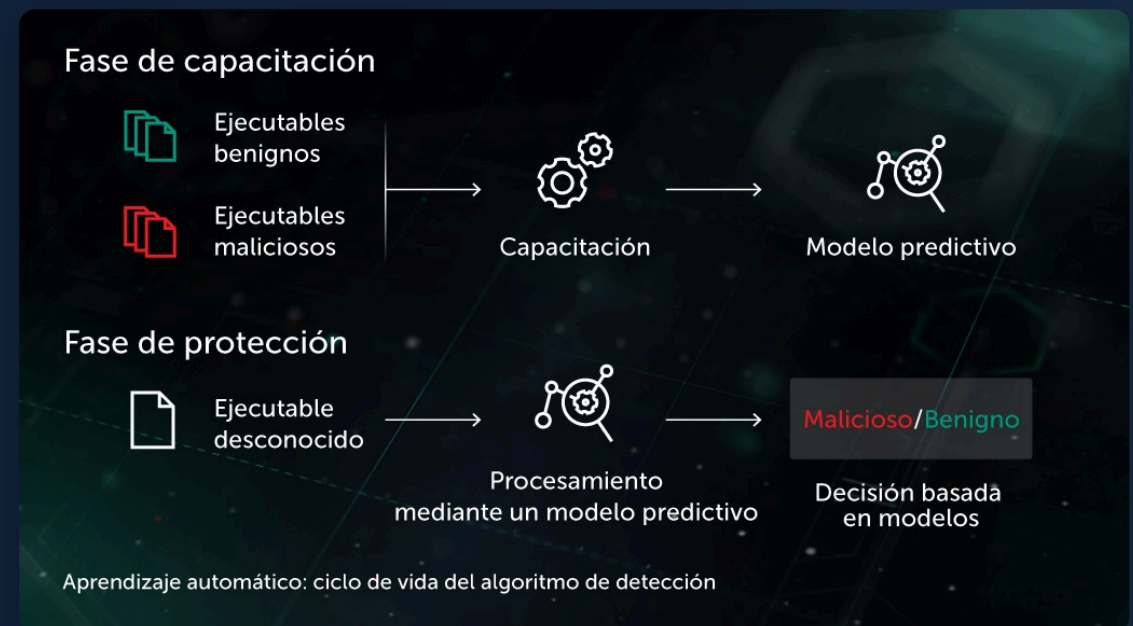 Fase de capacitación
Ejecutables
benignos
Ejecutables
maliciosos
Capacitación
Modelo predictivo
Fase de protección
Ejecutable
desconocido
Procesamiento
mediante un modelo predictivo
Malicioso/Benigno
Decisión basada
en modelos
Aprendizaje automático: ciclo de vida del algoritmo de detección